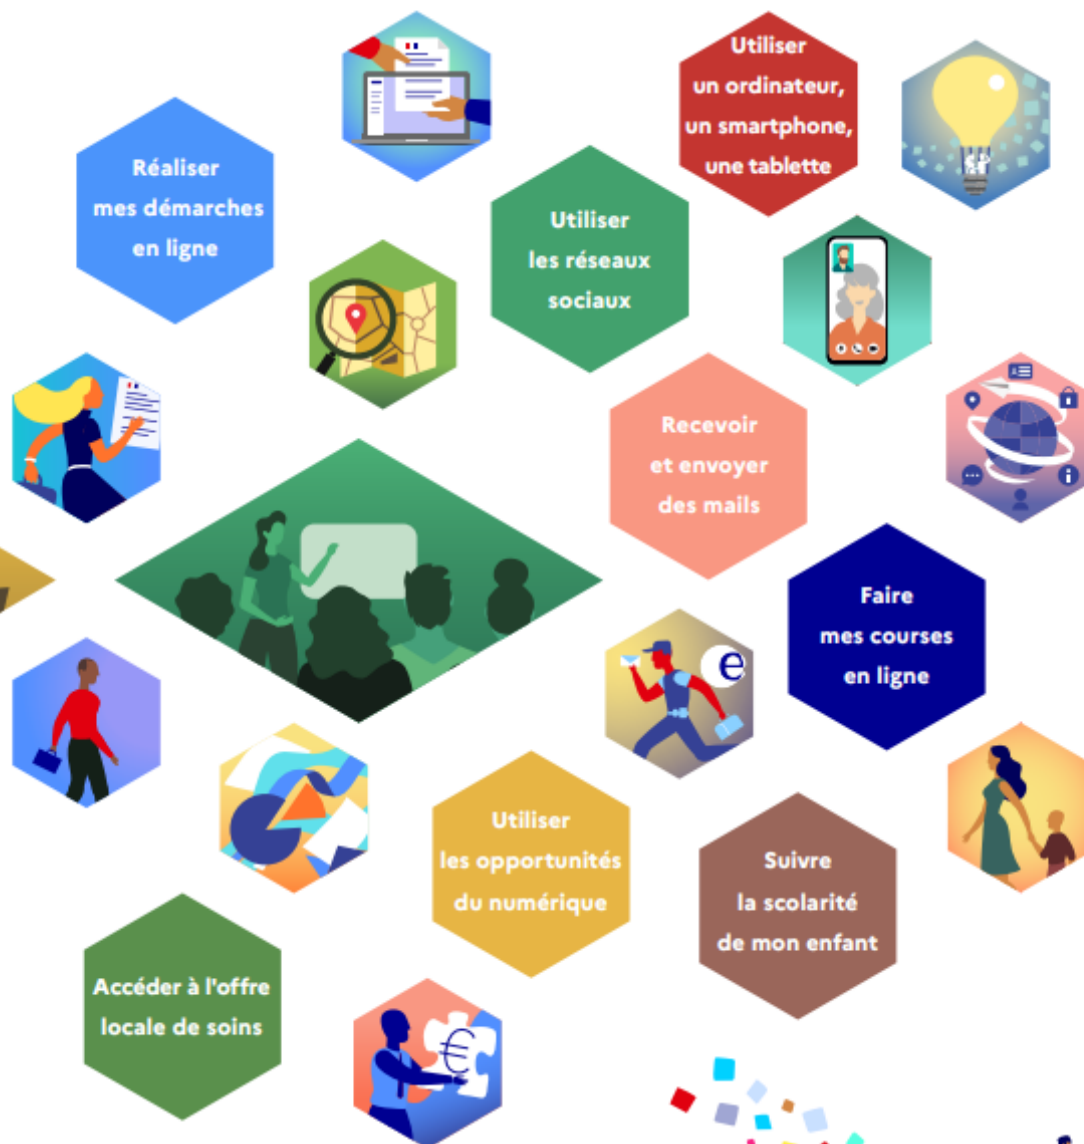 Utiliser
un ordinateur,
un smartphone,
une tablette
Réaliser
mes démarches
en ligne
Utiliser
les réseaux
sociaux
Recevoir
et envoyer
des mails
Faire
mes courses
en ligne
e
Utiliser
les opportunités
du numérique
Suivre
la scolarité
de mon enfant
Accéder à l'offre
locale de soins
€